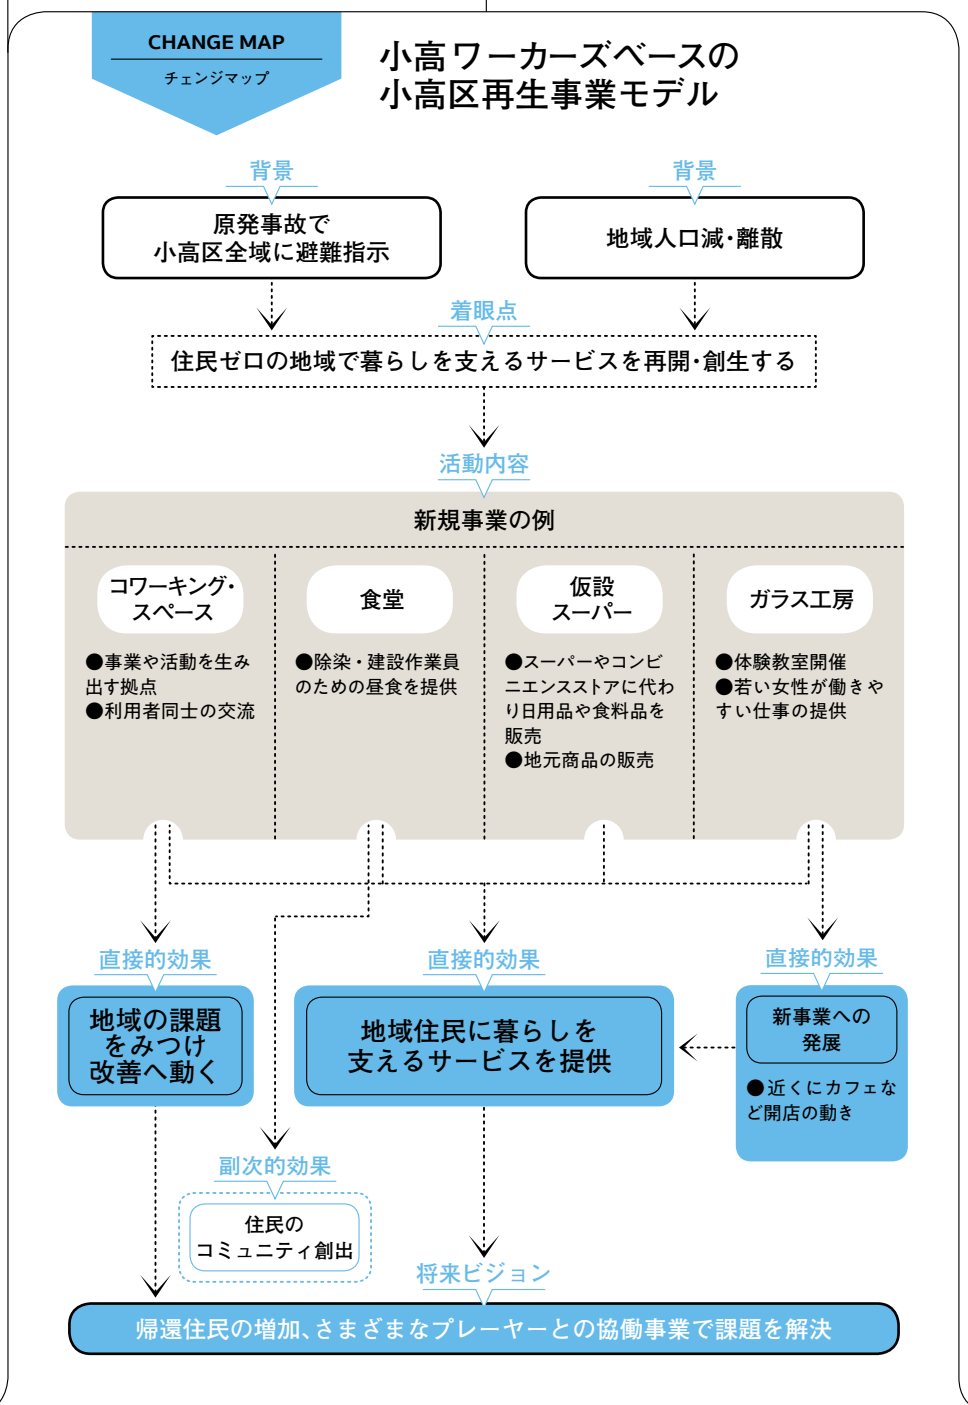 CHANGE MAP
チェンジマップ
小高ワーカーズベースの
小高区再生事業モデル
背景
原発事故で
小高区全域に避難指示
背景
地域人口減・離散
着眼点
住民ゼロの地域で暮らしを支えるサービスを再開・創生する
活動内容
新規事業の例
コワーキング・
スペース
●事業や活動を生み
出す拠点
●利用者同士の交流
食堂
●除染・建設作業員
のための昼食を提供
仮設
スーパー
●スーパーやコンビ
ニエンスストアに代わ
り日用品や食料品を
販売
●地元商品の販売
ガラス工房
●体験教室開催
●若い女性が働きや
すい仕事の提供
直接的効果
地域の課題
をみつけ
改善へ動く
直接的効果
地域住民に暮らしを
支えるサービスを提供
直接的効果
新事業への
発展
●近くにカフェな
ど開店の動き
副次的効果
住民の
コミュニティ創出
将来ビジョン
帰還住民の増加、さまざまなプレーヤーとの協働事業で課題を解決